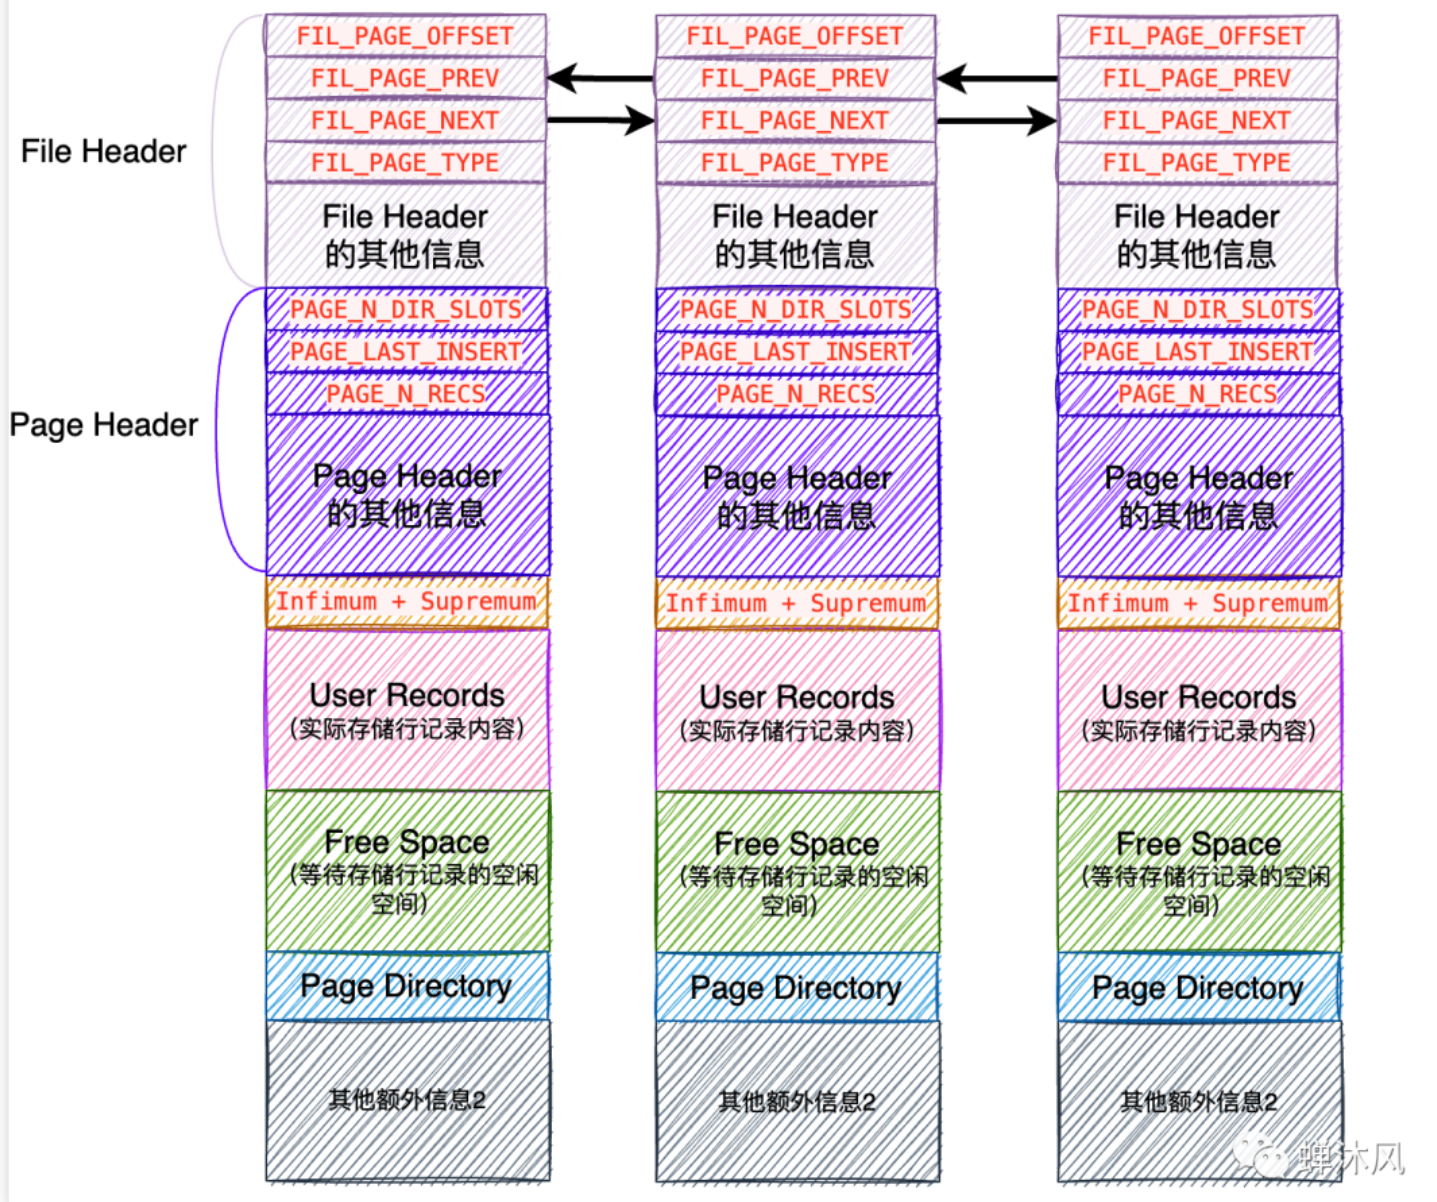 File Header
Page Header
FIL_PAGE_OFFSET
FIL_PAGE_PREV
FIL_PAGE_NEXT
FIL_PAGE_TYPE
File Header
的其他信息
PAGE_N_DIR_SLOTS
PAGE_LAST_INSERT
PAGE_N_RECS
Page Header
的其他信息
Infimum + Supremum
User Records
(实际存储行记录内容)
Free Space
(等待存储行记录的空闲
空间)
Page Directory
其他额外信息2
FIL_PAGE_OFFSET
FIL_PAGE_PREV
FIL_PAGE_NEXT
FIL_PAGE_TYPE
File Header
的其他信息
PAGE_N_DIR_SLOTS
PAGE_LAST_INSERT
PAGE_N_RECS
Page Header
的其他信息
Infimum + Supremum
User Records
(实际存储行记录内容)
Free Space
(等待存储行记录的空闲
空间)
Page Directory
其他额外信息2
FIL_PAGE_OFFSET
FIL_PAGE_PREV
FIL_PAGE_NEXT
FIL_PAGE_TYPE
File Header
的其他信息
PAGE_N_DIR_SLOTS
PAGE_LAST_INSERT
PAGE_N_RECS
Page Header
的其他信息
Infimum + Supremum
User Records
(实际存储行记录内容)
Free Space
(等待存储行记录的空闲
空间)
Page Directory
其他额外信息2
蝉沐风